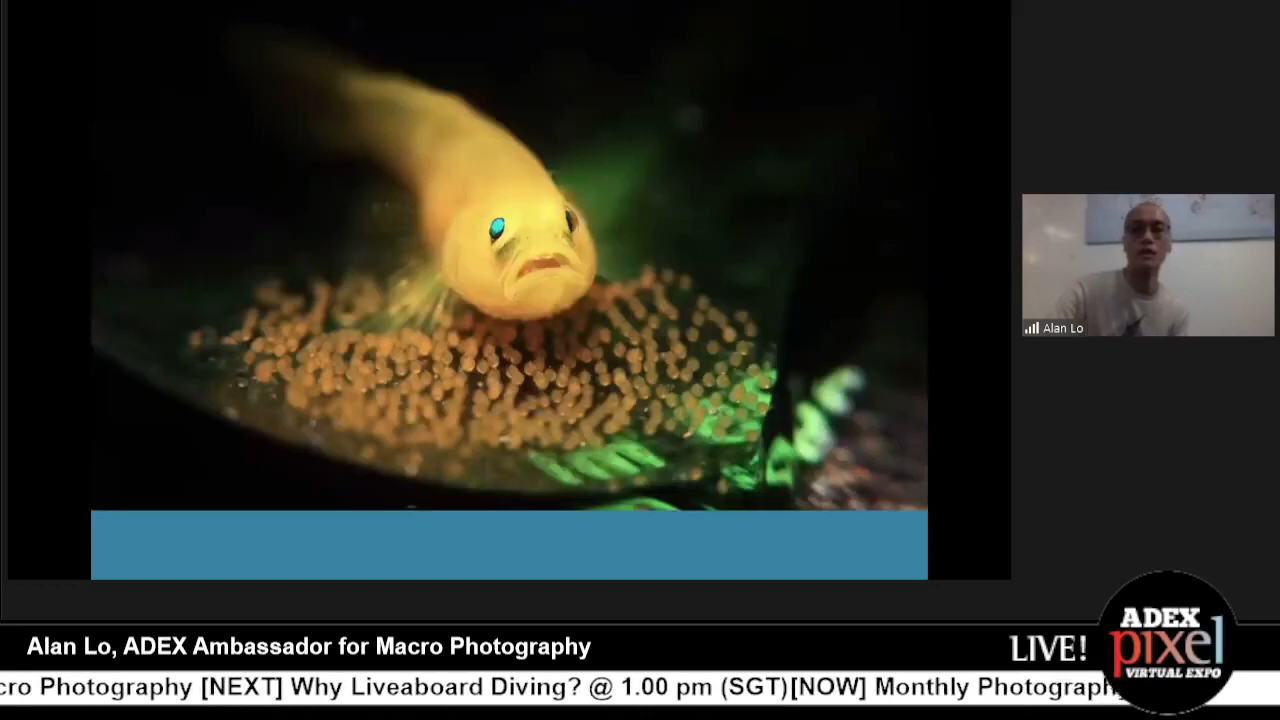 Alan Lo
Alan Lo, ADEX Ambassador for Macro Photography
LIVE!
ADEX
pixel
VIRTUAL EXPO
cro Photography [NEXT] Why Liveaboard Diving? @ 1.00 pm (SGT)[NOW] Monthly Photograph